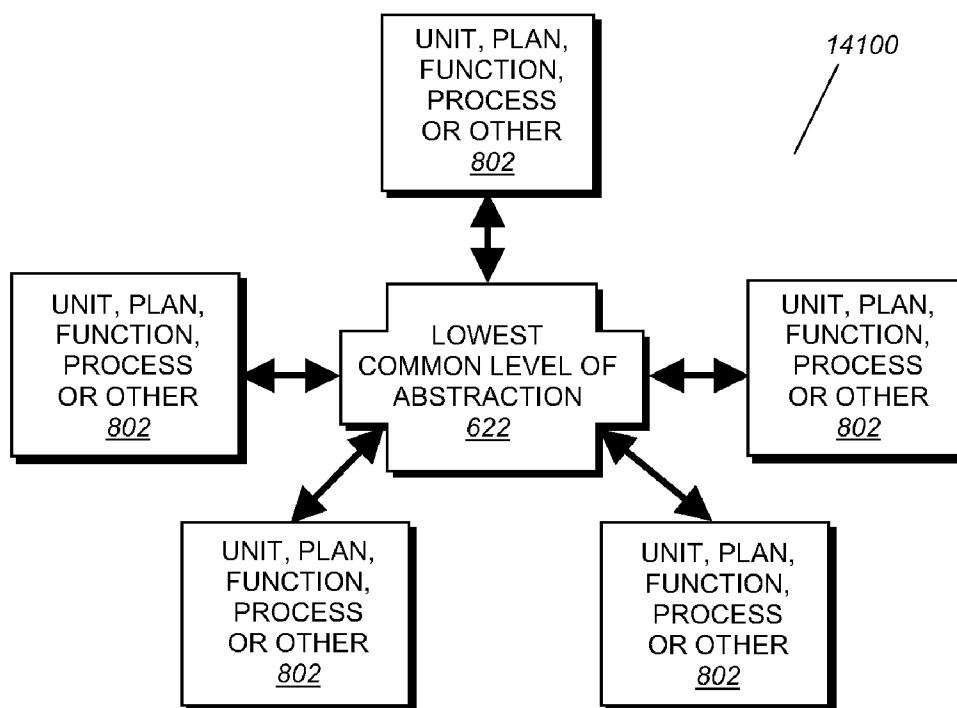 UNIT, PLAN,
FUNCTION,
PROCESS
OR OTHER
802
14100
UNIT, PLAN,
FUNCTION,
PROCESS
OR OTHER
802
LOWEST
COMMON LEVEL OF
ABSTRACTION
622
UNIT, PLAN,
FUNCTION,
PROCESS
OR OTHER
802
UNIT, PLAN,
FUNCTION,
PROCESS
OR OTHER
802
UNIT, PLAN,
FUNCTION,
PROCESS
OR OTHER
802